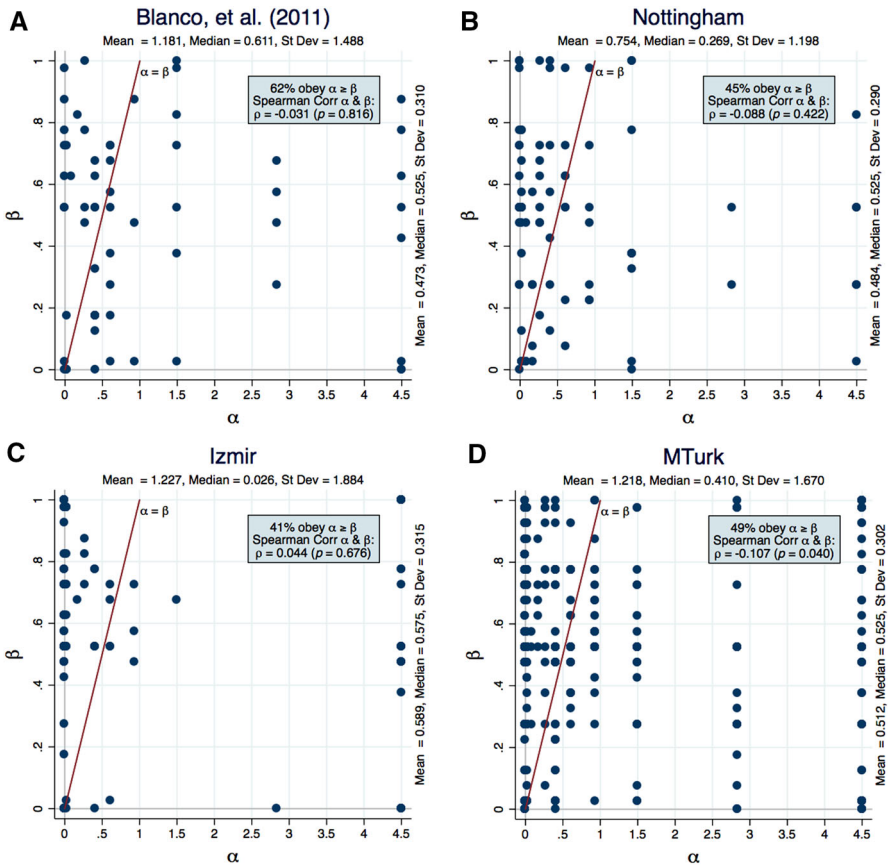 A
Blanco, et al. (2011)
Mean = 1.181, Median = 0.611, St Dev = 1.488
α = β
62% obey α ≥ β
Spearman Corr α & β:
ρ = -0.031 (p = 0.816)
Mean = 0.473, Median = 0.525, St Dev = 0.310
β
1
.8
.6
.4
.2
0
0 .5 1 1.5 2 2.5 3 3.5 4 4.5
α
B
Nottingham
Mean = 0.754, Median = 0.269, St Dev = 1.198
α = β
45% obey α ≥ β
Spearman Corr α & β:
ρ = -0.088 (p = 0.422)
Mean = 0.484, Median = 0.525, St Dev = 0.290
β
1
.8
.6
.4
.2
0
0 .5 1 1.5 2 2.5 3 3.5 4 4.5
α
C
Izmir
Mean = 1.227, Median = 0.026, St Dev = 1.884
α = β
41% obey α ≥ β
Spearman Corr α & β:
ρ = 0.044 (p = 0.676)
Mean = 0.589, Median = 0.575, St Dev = 0.315
β
1
.8
.6
.4
.2
0
0 .5 1 1.5 2 2.5 3 3.5 4 4.5
α
D
MTurk
Mean = 1.218, Median = 0.410, St Dev = 1.670
α = β
49% obey α ≥ β
Spearman Corr α & β:
ρ = -0.107 (p = 0.040)
Mean = 0.512, Median = 0.525, St Dev = 0.302
β
1
.8
.6
.4
.2
0
0 .5 1 1.5 2 2.5 3 3.5 4 4.5
α